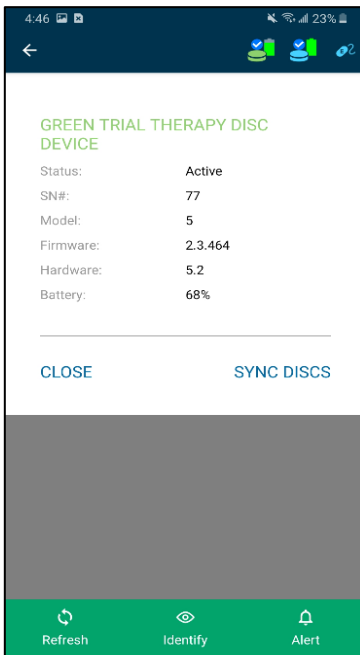 4:46 23%
2
GREEN TRIAL THERAPY DISC
DEVICE
Status: Active
SN#: 77
Model: 5
Firmware: 2.3.464
Hardware: 5.2
Battery: 68%
CLOSE SYNC DISCS
Refresh Identify Alert